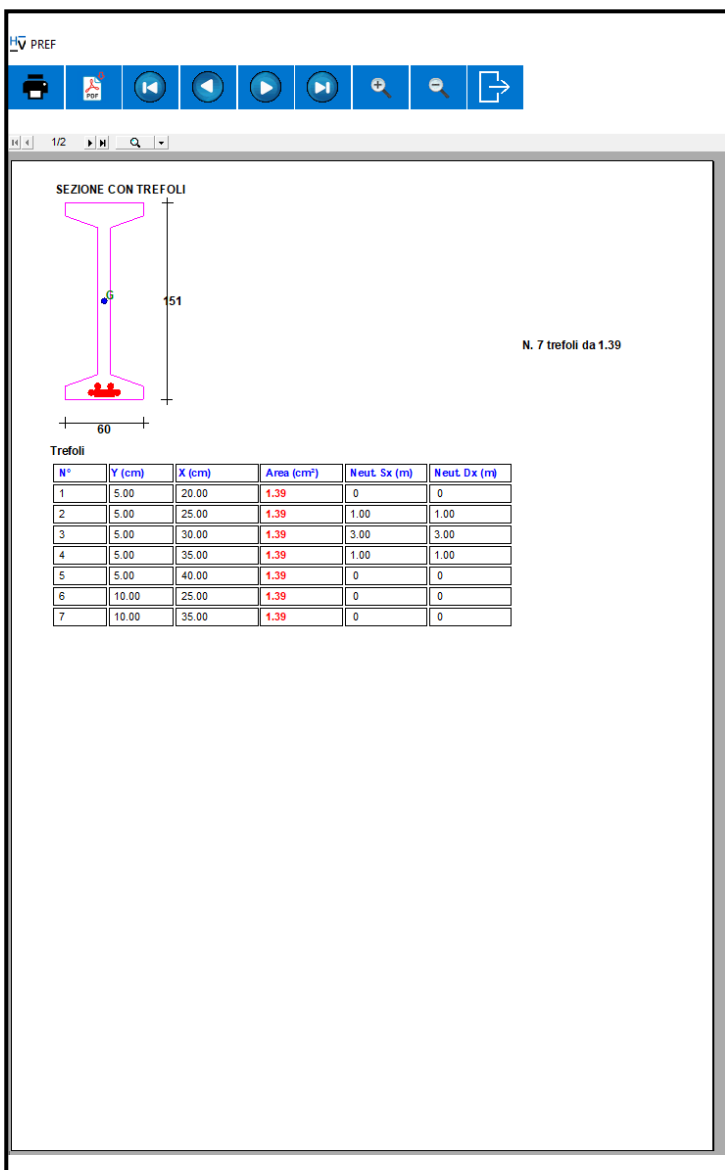 HV PREF
PDF
1/2
SEZIONE CON TREFOLI
G
151
N. 7 trefoli da 1.39
60
Trefoli
N° Y (cm) X (cm) Area (cm²) Neut. Sx (m) Neut. Dx (m)
1 5.00 20.00 1.39 0 0
2 5.00 25.00 1.39 1.00 1.00
3 5.00 30.00 1.39 3.00 3.00
4 5.00 35.00 1.39 1.00 1.00
5 5.00 40.00 1.39 0 0
6 10.00 25.00 1.39 0 0
7 10.00 35.00 1.39 0 0